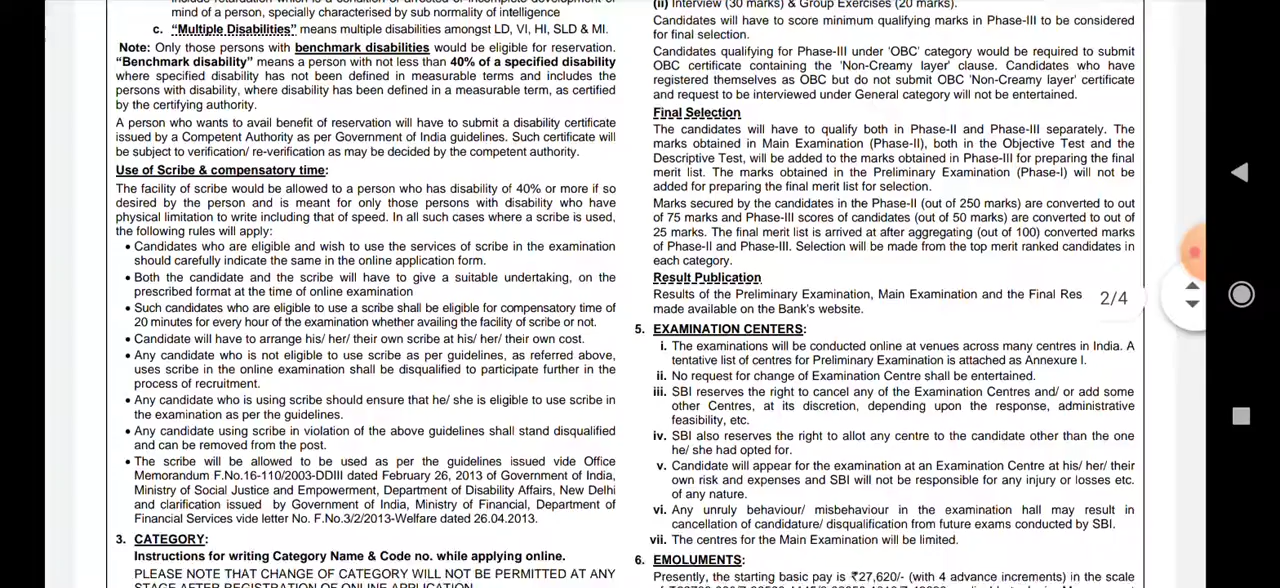 mind of a person, specially characterised by sub normality of intelligence
c. “Multiple Disabilities” means multiple disabilities amongst LD, VI, HI, SLD & MI.
Note: Only those persons with benchmark disabilities would be eligible for reservation.
“Benchmark disability” means a person with not less than 40% of a specified disability
where specified disability has not been defined in measurable terms and includes the
persons with disability, where disability has been defined in a measurable term, as certified
by the certifying authority.
A person who wants to avail benefit of reservation will have to submit a disability certificate
issued by a Competent Authority as per Government of India guidelines. Such certificate will
be subject to verification/ re-verification as may be decided by the competent authority.
Use of Scribe & compensatory time:
The facility of scribe would be allowed to a person who has disability of 40% or more if so
desired by the person and is meant for only those persons with disability who have
physical limitation to write including that of speed. In all such cases where a scribe is used,
the following rules will apply:
• Candidates who are eligible and wish to use the services of scribe in the examination
should carefully indicate the same in the online application form.
• Both the candidate and the scribe will have to give a suitable undertaking, on the
prescribed format at the time of online examination
• Such candidates who are eligible to use a scribe shall be eligible for compensatory time of
20 minutes for every hour of the examination whether availing the facility of scribe or not.
• Candidate will have to arrange his/ her/ their own scribe at his/ her/ their own cost.
• Any candidate who is not eligible to use scribe as per guidelines, as referred above,
uses scribe in the online examination shall be disqualified to participate further in the
process of recruitment.
• Any candidate who is using scribe should ensure that he/ she is eligible to use scribe in
the examination as per the guidelines.
• Any candidate using scribe in violation of the above guidelines shall stand disqualified
and can be removed from the post.
• The scribe will be allowed to be used as per the guidelines issued vide Office
Memorandum F.No.16-110/2003-DDIII dated February 26, 2013 of Government of India,
Ministry of Social Justice and Empowerment, Department of Disability Affairs, New Delhi
and clarification issued by Government of India, Ministry of Financial, Department of
Financial Services vide letter No. F.No.3/2/2013-Welfare dated 26.04.2013.
3. CATEGORY:
Instructions for writing Category Name & Code no. while applying online.
PLEASE NOTE THAT CHANGE OF CATEGORY WILL NOT BE PERMITTED AT ANY
STAGE AFTER REGISTRATION OF ONLINE APPLICATION
(ii) Interview (30 marks) & Group Exercises (20 marks).
Candidates will have to score minimum qualifying marks in Phase-III to be considered
for final selection.
Candidates qualifying for Phase-III under 'OBC' category would be required to submit
OBC certificate containing the 'Non-Creamy layer' clause. Candidates who have
registered themselves as OBC but do not submit OBC 'Non-Creamy layer' certificate
and request to be interviewed under General category will not be entertained.
Final Selection
The candidates will have to qualify both in Phase-II and Phase-III separately. The
marks obtained in Main Examination (Phase-II), both in the Objective Test and the
Descriptive Test, will be added to the marks obtained in Phase-III for preparing the final
merit list. The marks obtained in the Preliminary Examination (Phase-I) will not be
added for preparing the final merit list for selection.
Marks secured by the candidates in the Phase-II (out of 250 marks) are converted to out
of 75 marks and Phase-III scores of candidates (out of 50 marks) are converted to out of
25 marks. The final merit list is arrived at after aggregating (out of 100) converted marks
of Phase-II and Phase-III. Selection will be made from the top merit ranked candidates in
each category.
Result Publication
Results of the Preliminary Examination, Main Examination and the Final Res
2/4
made available on the Bank's website.
5. EXAMINATION CENTERS:
i. The examinations will be conducted online at venues across many centres in India. A
tentative list of centres for Preliminary Examination is attached as Annexure I.
ii. No request for change of Examination Centre shall be entertained.
iii. SBI reserves the right to cancel any of the Examination Centres and/ or add some
other Centres, at its discretion, depending upon the response, administrative
feasibility, etc.
iv. SBI also reserves the right to allot any centre to the candidate other than the one
he/ she had opted for.
v. Candidate will appear for the examination at an Examination Centre at his/ her/ their
own risk and expenses and SBI will not be responsible for any injury or losses etc.
of any nature.
vi. Any unruly behaviour/ misbehaviour in the examination hall may result in
cancellation of candidature/ disqualification from future exams conducted by SBI.
vii. The centres for the Main Examination will be limited.
6. EMOLUMENTS:
Presently, the starting basic pay is ₹27,620/- (with 4 advance increments) in the scale